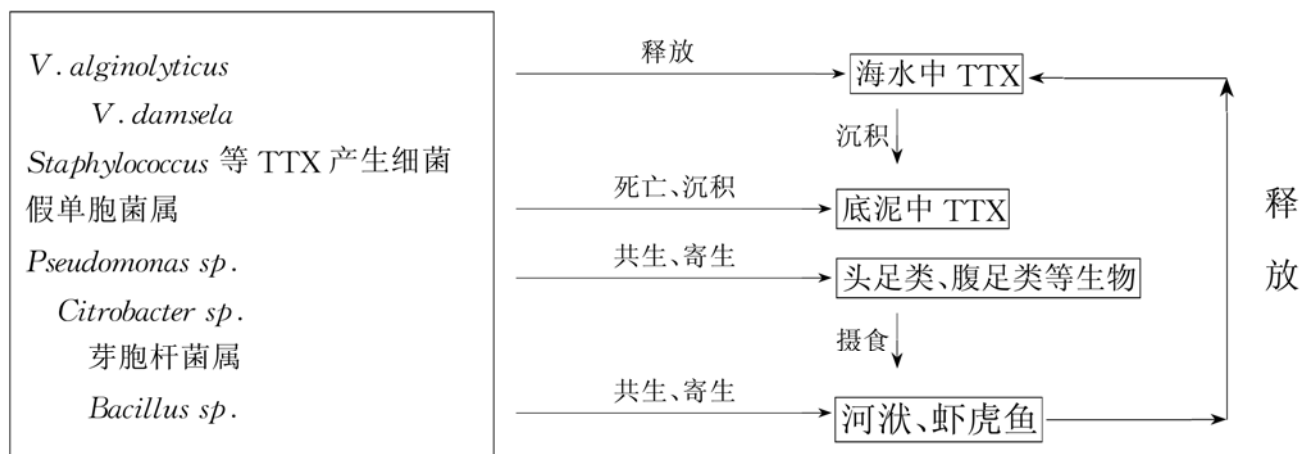 V. alginolyticus
V. damsela
Staphylococcus 等 TTX 产生细菌
假单胞菌属
Pseudomonas sp.
Citrobacter sp.
芽胞杆菌属
Bacillus sp.
释放
海水中 TTX
沉积
死亡、沉积
底泥中 TTX
共生、寄生
头足类、腹足类等生物
摄食
共生、寄生
河洑、虾虎鱼
释
放